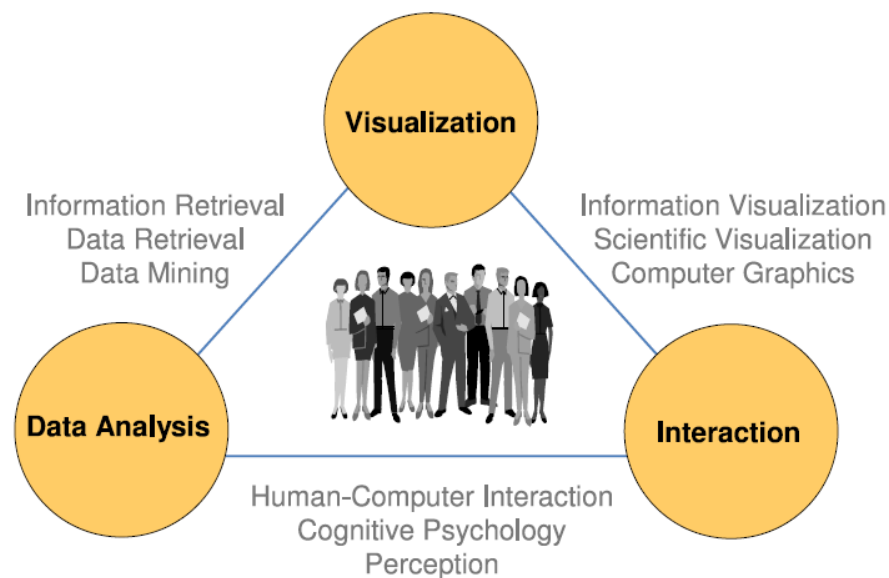 Visualization
Information Retrieval
Data Retrieval
Data Mining
Information Visualization
Scientific Visualization
Computer Graphics
Data Analysis
Interaction
Human-Computer Interaction
Cognitive Psychology
Perception